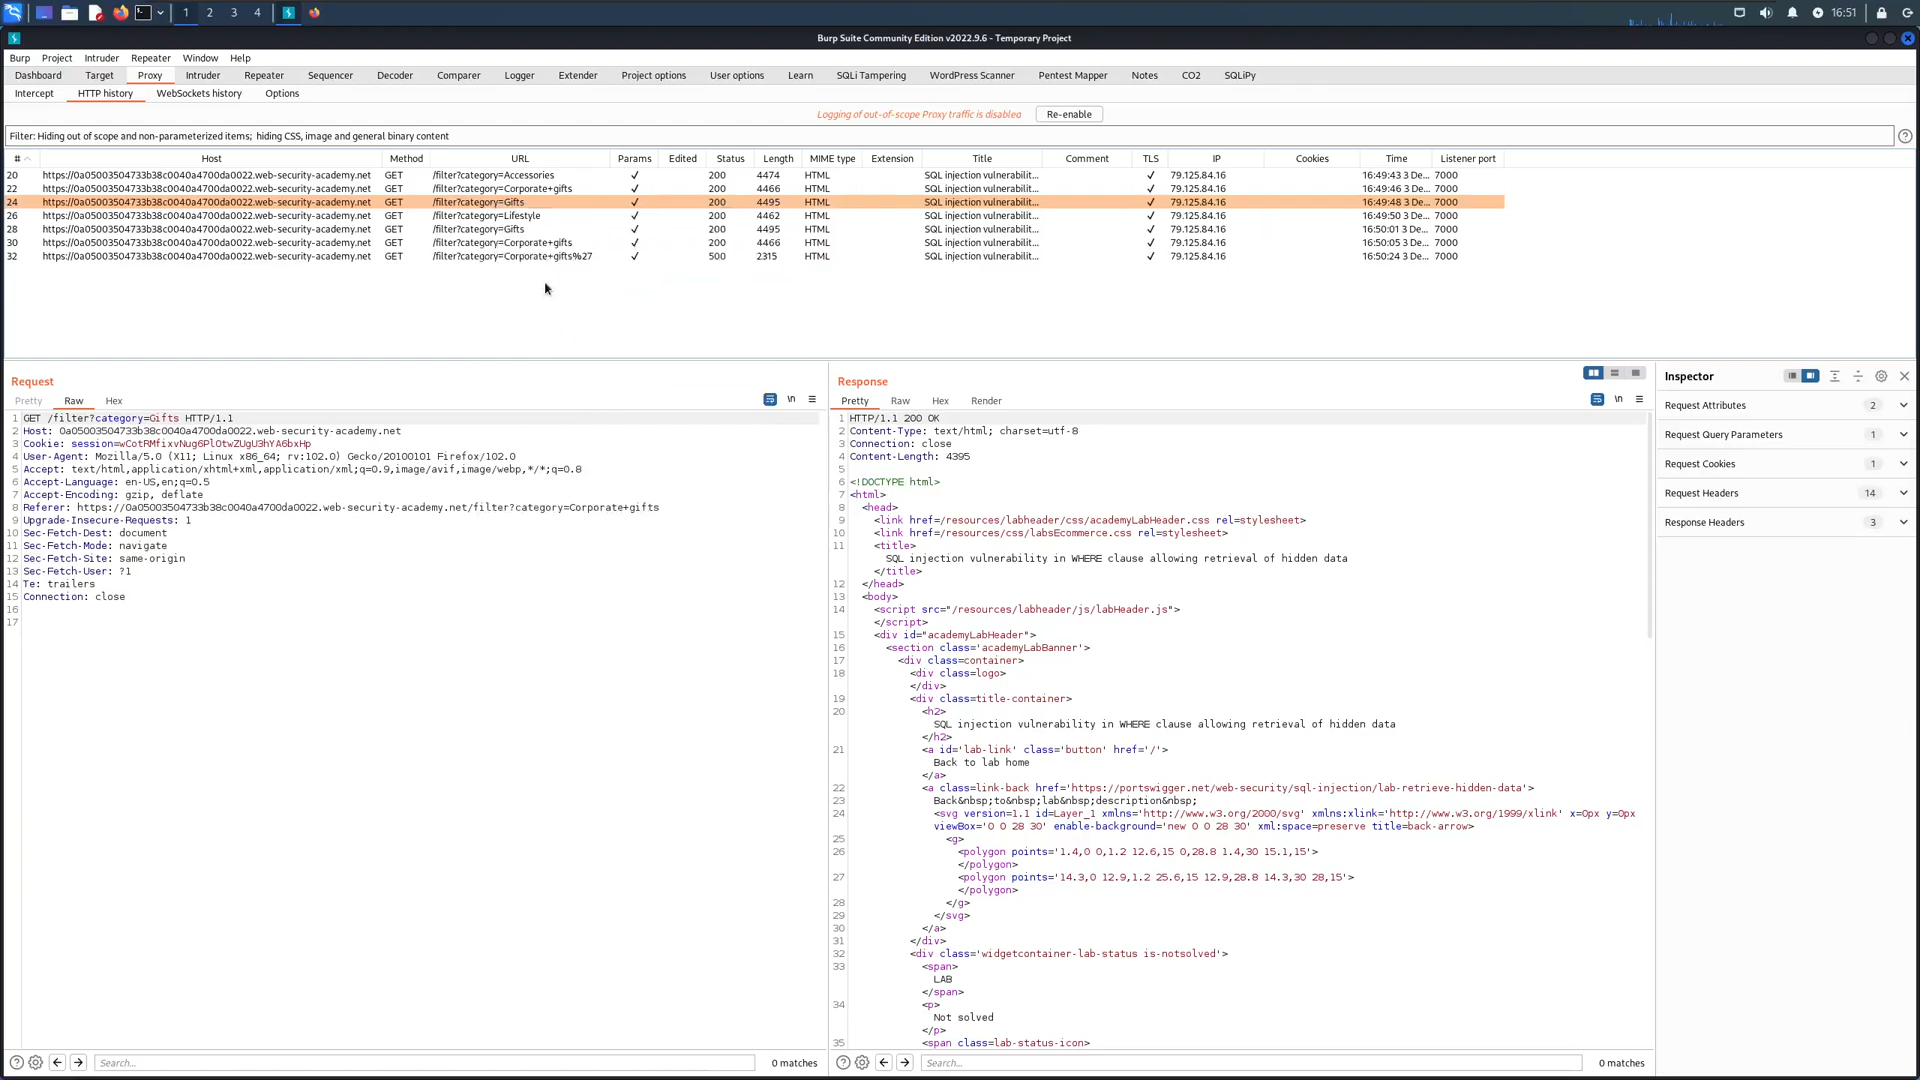 1 2 3 4 16:51
Burp Suite Community Edition v2022.9.6 - Temporary Project
Burp Project Intruder Repeater Window Help
Dashboard Target Proxy Intruder Repeater Sequencer Decoder Comparer Logger Extender Project options User options Learn SQLi Tampering WordPress Scanner Pentest Mapper Notes CO2 SQLiPy
Intercept HTTP history WebSockets history Options
Logging of out-of-scope Proxy traffic is disabled Re-enable
Filter: Hiding out of scope and non-parameterized items; hiding CSS, image and general binary content
# Host Method URL Params Edited Status Length MIME type Extension Title Comment TLS IP Cookies Time Listener port
20 https://0a05003504733b38c0040a4700da0022.web-security-academy.net GET /filter?category=Accessories ✓ 200 4474 HTML SQL injection vulnerabilit... ✓ 79.125.84.16 16:49:43 3 De... 7000
22 https://0a05003504733b38c0040a4700da0022.web-security-academy.net GET /filter?category=Corporate+gifts ✓ 200 4466 HTML SQL injection vulnerabilit... ✓ 79.125.84.16 16:49:46 3 De... 7000
24 https://0a05003504733b38c0040a4700da0022.web-security-academy.net GET /filter?category=Gifts ✓ 200 4495 HTML SQL injection vulnerabilit... ✓ 79.125.84.16 16:49:48 3 De... 7000
26 https://0a05003504733b38c0040a4700da0022.web-security-academy.net GET /filter?category=Lifestyle ✓ 200 4462 HTML SQL injection vulnerabilit... ✓ 79.125.84.16 16:49:50 3 De... 7000
28 https://0a05003504733b38c0040a4700da0022.web-security-academy.net GET /filter?category=Gifts ✓ 200 4495 HTML SQL injection vulnerabilit... ✓ 79.125.84.16 16:50:01 3 De... 7000
30 https://0a05003504733b38c0040a4700da0022.web-security-academy.net GET /filter?category=Corporate+gifts ✓ 200 4466 HTML SQL injection vulnerabilit... ✓ 79.125.84.16 16:50:05 3 De... 7000
32 https://0a05003504733b38c0040a4700da0022.web-security-academy.net GET /filter?category=Corporate+gifts%27 ✓ 500 2315 HTML SQL injection vulnerabilit... ✓ 79.125.84.16 16:50:24 3 De... 7000
Request
Pretty Raw Hex \n
1 GET /filter?category=Gifts HTTP/1.1
2 Host: 0a05003504733b38c0040a4700da0022.web-security-academy.net
3 Cookie: session=wCotRMfixvNug6PlOtwZUgU3hYA6bxHp
4 User-Agent: Mozilla/5.0 (X11; Linux x86_64; rv:102.0) Gecko/20100101 Firefox/102.0
5 Accept: text/html,application/xhtml+xml,application/xml;q=0.9,image/avif,image/webp,*/*;q=0.8
6 Accept-Language: en-US,en;q=0.5
7 Accept-Encoding: gzip, deflate
8 Referer: https://0a05003504733b38c0040a4700da0022.web-security-academy.net/filter?category=Corporate+gifts
9 Upgrade-Insecure-Requests: 1
10 Sec-Fetch-Dest: document
11 Sec-Fetch-Mode: navigate
12 Sec-Fetch-Site: same-origin
13 Sec-Fetch-User: ?1
14 Te: trailers
15 Connection: close
16
17
Search... 0 matches
Response
Pretty Raw Hex Render \n
1 HTTP/1.1 200 OK
2 Content-Type: text/html; charset=utf-8
3 Connection: close
4 Content-Length: 4395
5
6 <!DOCTYPE html>
7 <html>
8 <head>
9 <link href=/resources/labheader/css/academyLabHeader.css rel=stylesheet>
10 <link href=/resources/css/labsEcommerce.css rel=stylesheet>
11 <title>
SQL injection vulnerability in WHERE clause allowing retrieval of hidden data
</title>
12 </head>
13 <body>
14 <script src="/resources/labheader/js/labHeader.js">
</script>
15 <div id="academyLabHeader">
16 <section class='academyLabBanner'>
17 <div class=container>
18 <div class=logo>
</div>
19 <div class=title-container>
20 <h2>
SQL injection vulnerability in WHERE clause allowing retrieval of hidden data
</h2>
21 <a id='lab-link' class='button' href='/'>
Back to lab home
</a>
22 <a class=link-back href='https://portswigger.net/web-security/sql-injection/lab-retrieve-hidden-data'>
23 Back&nbsp;to&nbsp;lab&nbsp;description&nbsp;
24 <svg version=1.1 id=Layer_1 xmlns='http://www.w3.org/2000/svg' xmlns:xlink='http://www.w3.org/1999/xlink' x=0px y=0px
viewBox='0 0 28 30' enable-background='new 0 0 28 30' xml:space=preserve title=back-arrow>
25 <g>
26 <polygon points='1.4,0 0,1.2 12.6,15 0,28.8 1.4,30 15.1,15'>
</polygon>
27 <polygon points='14.3,0 12.9,1.2 25.6,15 12.9,28.8 14.3,30 28,15'>
</polygon>
28 </g>
29 </svg>
30 </a>
31 </div>
32 <div class='widgetcontainer-lab-status is-notsolved'>
33 <span>
LAB
</span>
34 <p>
Not solved
</p>
35 <span class=lab-status-icon>
Search... 0 matches
Inspector
Request Attributes 2
Request Query Parameters 1
Request Cookies 1
Request Headers 14
Response Headers 3